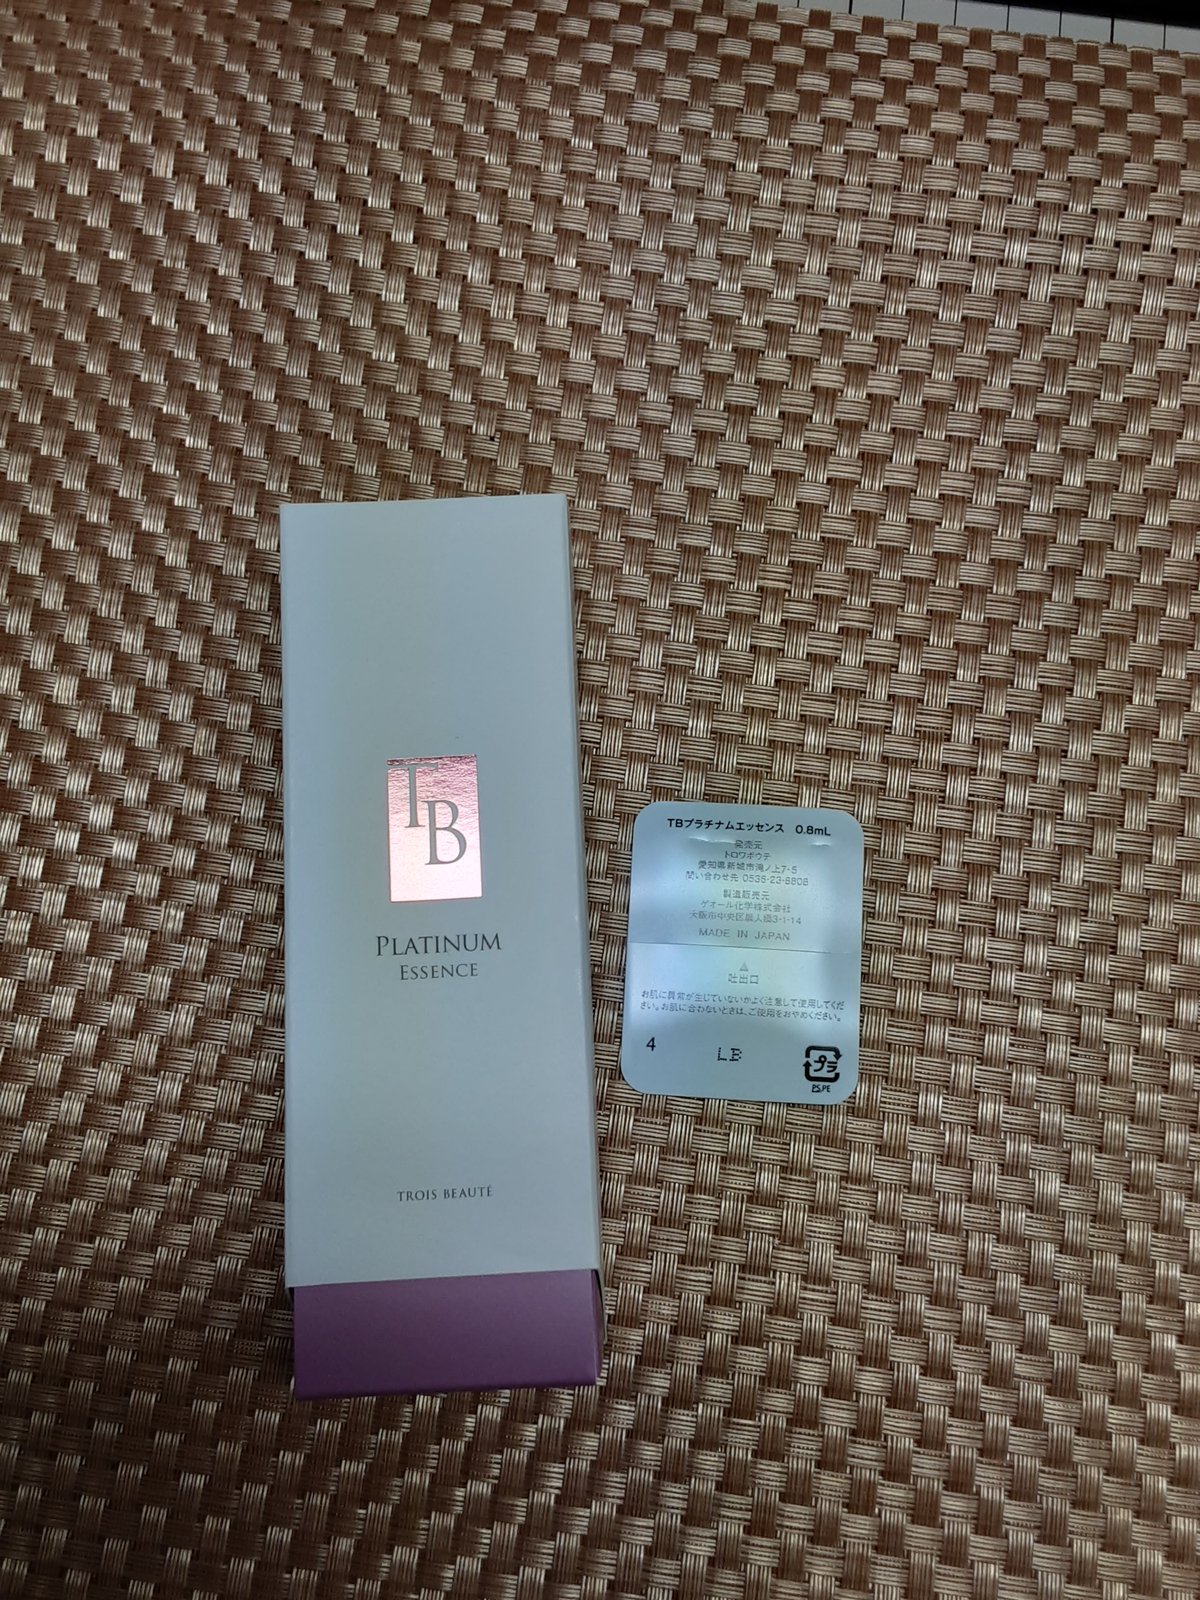 TB
PLATINUM
ESSENCE
TROIS BEAUTÉ
TBプラチナムエッセンス 0.8mL
発売元
トロワボウテ
愛知県新城市滝ノ上7-5
問い合わせ先 0536-23-8808
製造販売元
ゲオール化学株式会社
大阪市中央区農人橋3-1-14
MADE IN JAPAN
△
吐出口
お肌に異常が生じていないかよく注意して使用してくだ
さい。お肌に合わないときは、ご使用をおやめください。
4
LB
プラ
PS,PE